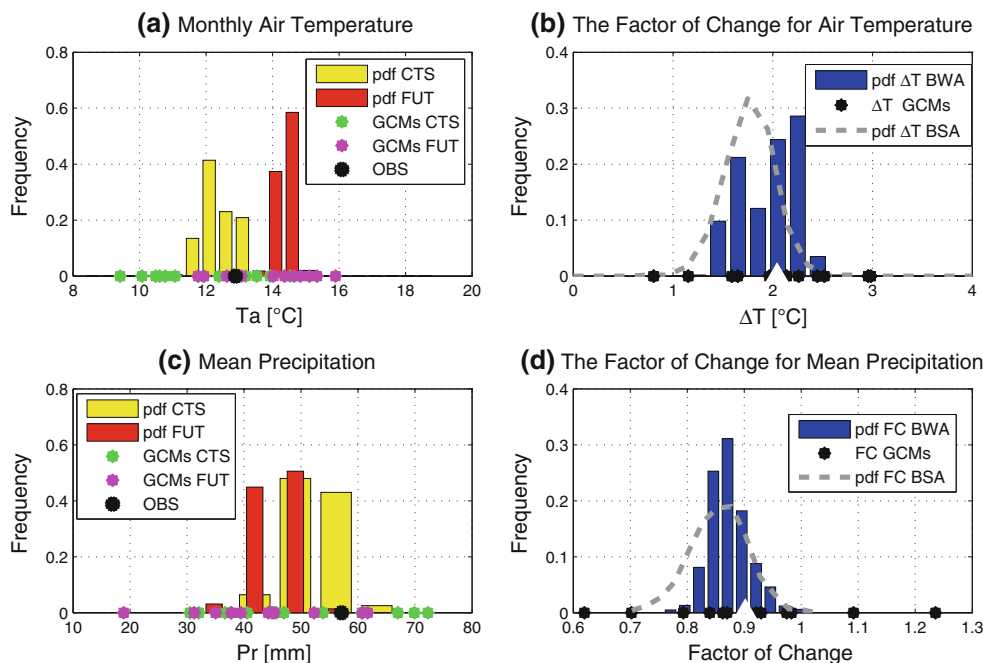 (a) Monthly Air Temperature
Frequency
0.8
0.6
0.4
0.2
0
pdf CTS
pdf FUT
GCMs CTS
GCMs FUT
OBS
8 10 12 14 16 18 20
Ta [°C]
(b) The Factor of Change for Air Temperature
Frequency
0.4
0.3
0.2
0.1
0
pdf ΔT BWA
ΔT GCMs
pdf ΔT BSA
0 1 2 3 4
ΔT [°C]
(c) Mean Precipitation
Frequency
0.8
0.6
0.4
0.2
0
pdf CTS
pdf FUT
GCMs CTS
GCMs FUT
OBS
10 20 30 40 50 60 70 80
Pr [mm]
(d) The Factor of Change for Mean Precipitation
Frequency
0.4
0.3
0.2
0.1
0
pdf FC BWA
FC GCMs
pdf FC BSA
0.6 0.7 0.8 0.9 1 1.1 1.2 1.3
Factor of Change